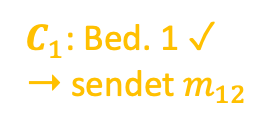 C₁: Bed. 1 ✓
→ sendet m₁₂